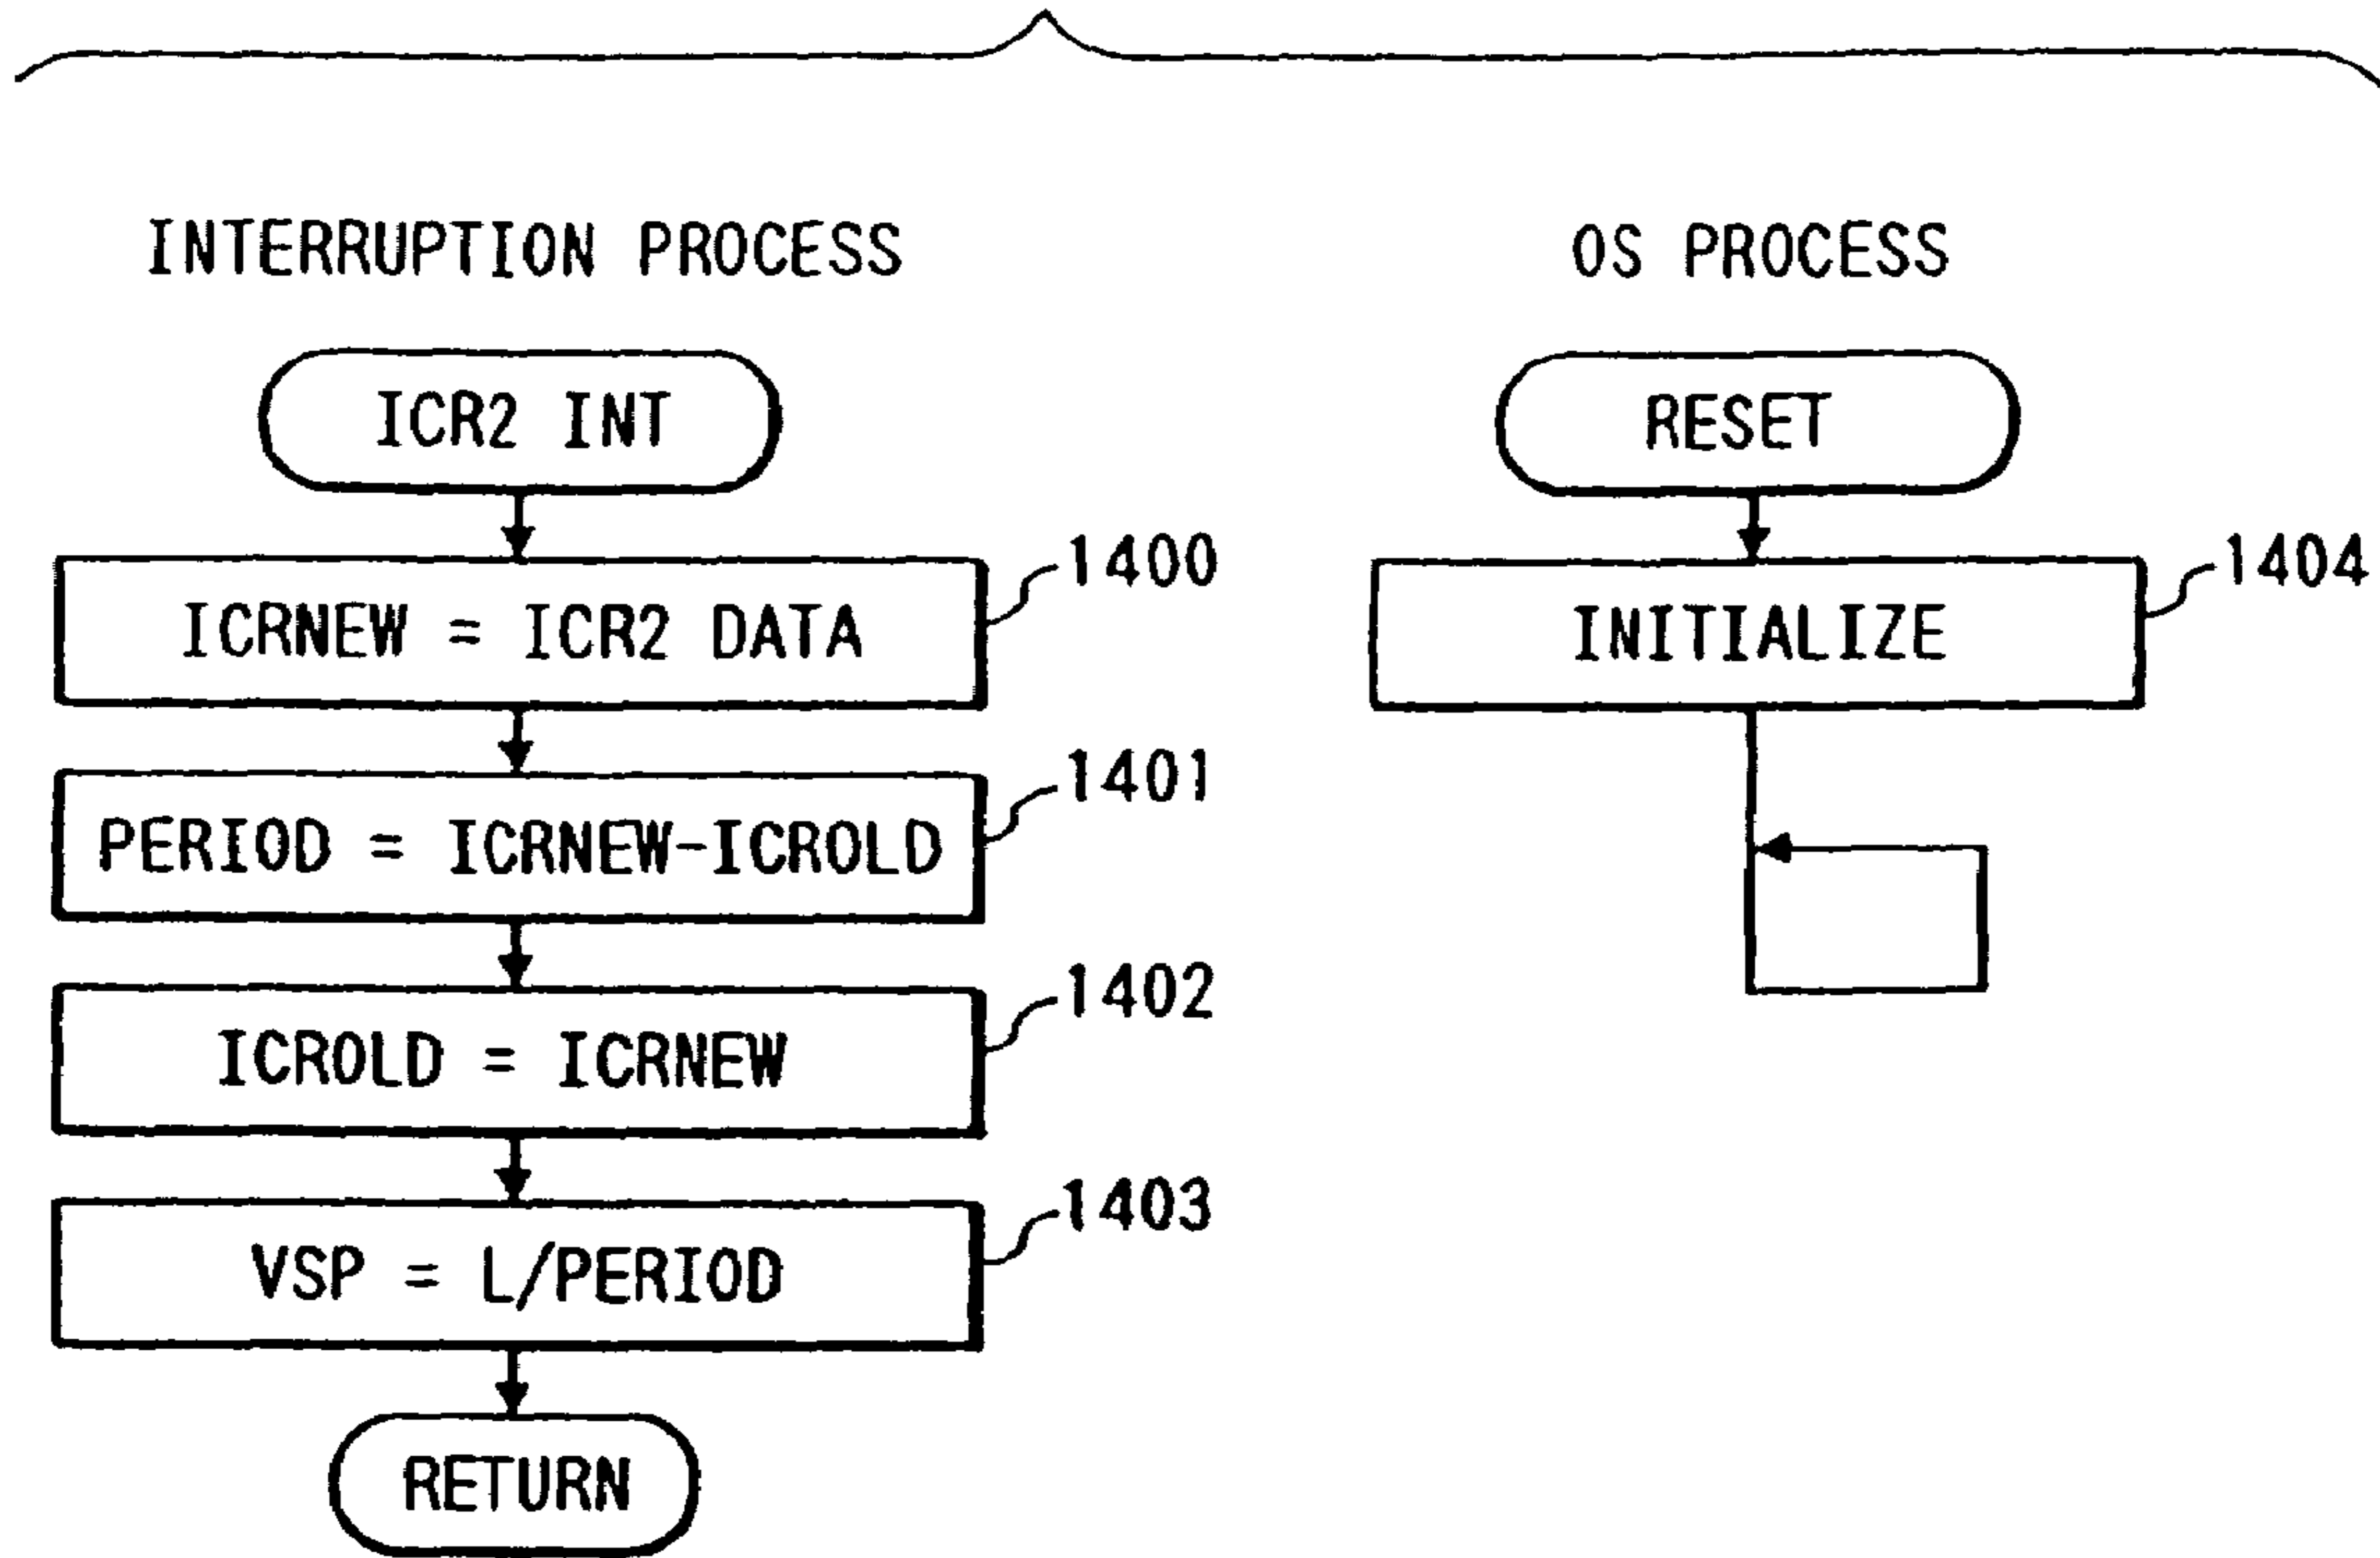 INTERRUPTION PROCESS
ICR2 INT
ICRNEW = ICR2 DATA
1400
PERIOD = ICRNEW-ICROLD
1401
ICROLD = ICRNEW
1402
VSP = L/PERIOD
1403
RETURN
OS PROCESS
RESET
INITIALIZE
1404